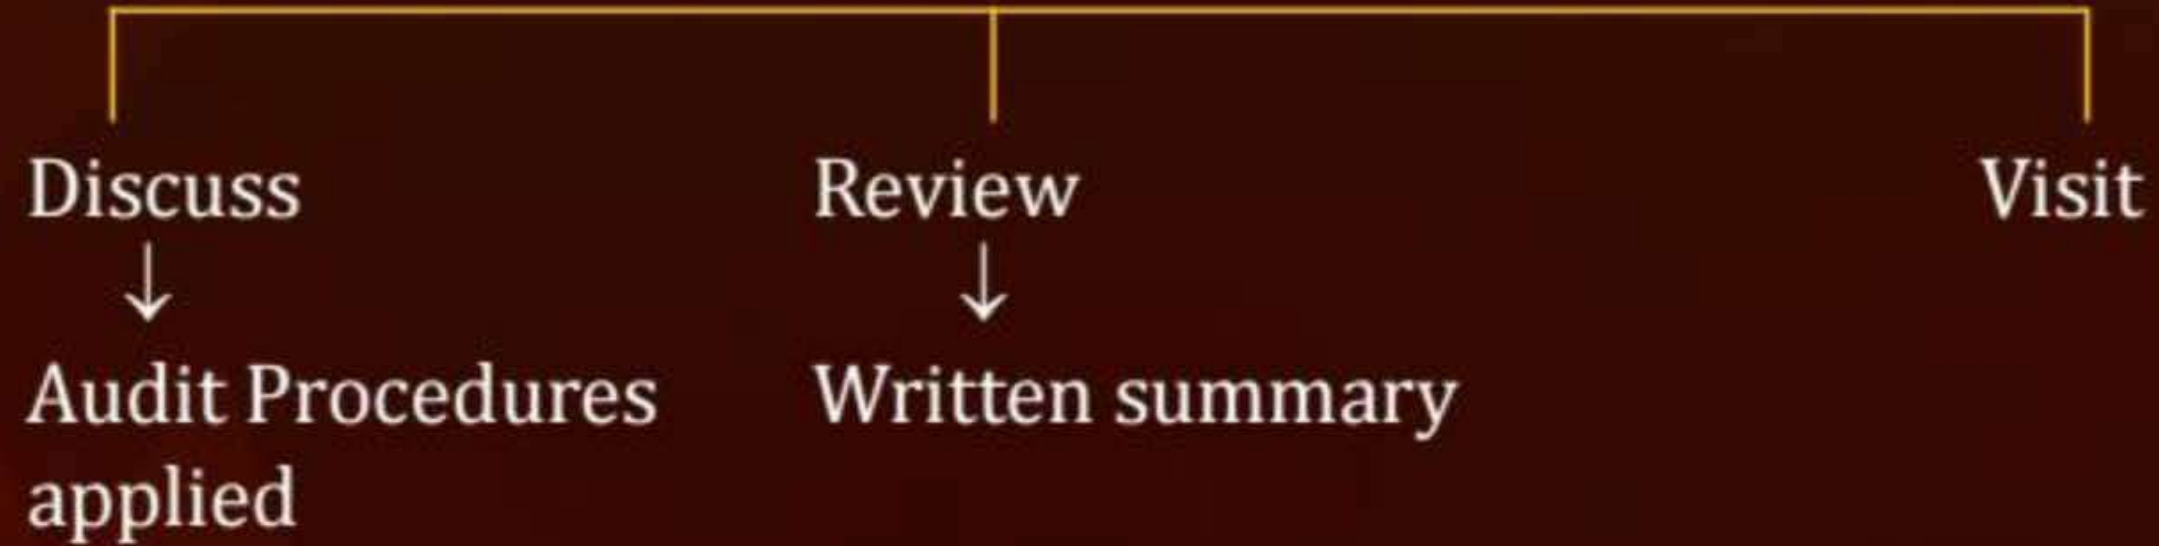 Discuss
Review
Visit
↓
↓
Audit Procedures
applied
Written summary